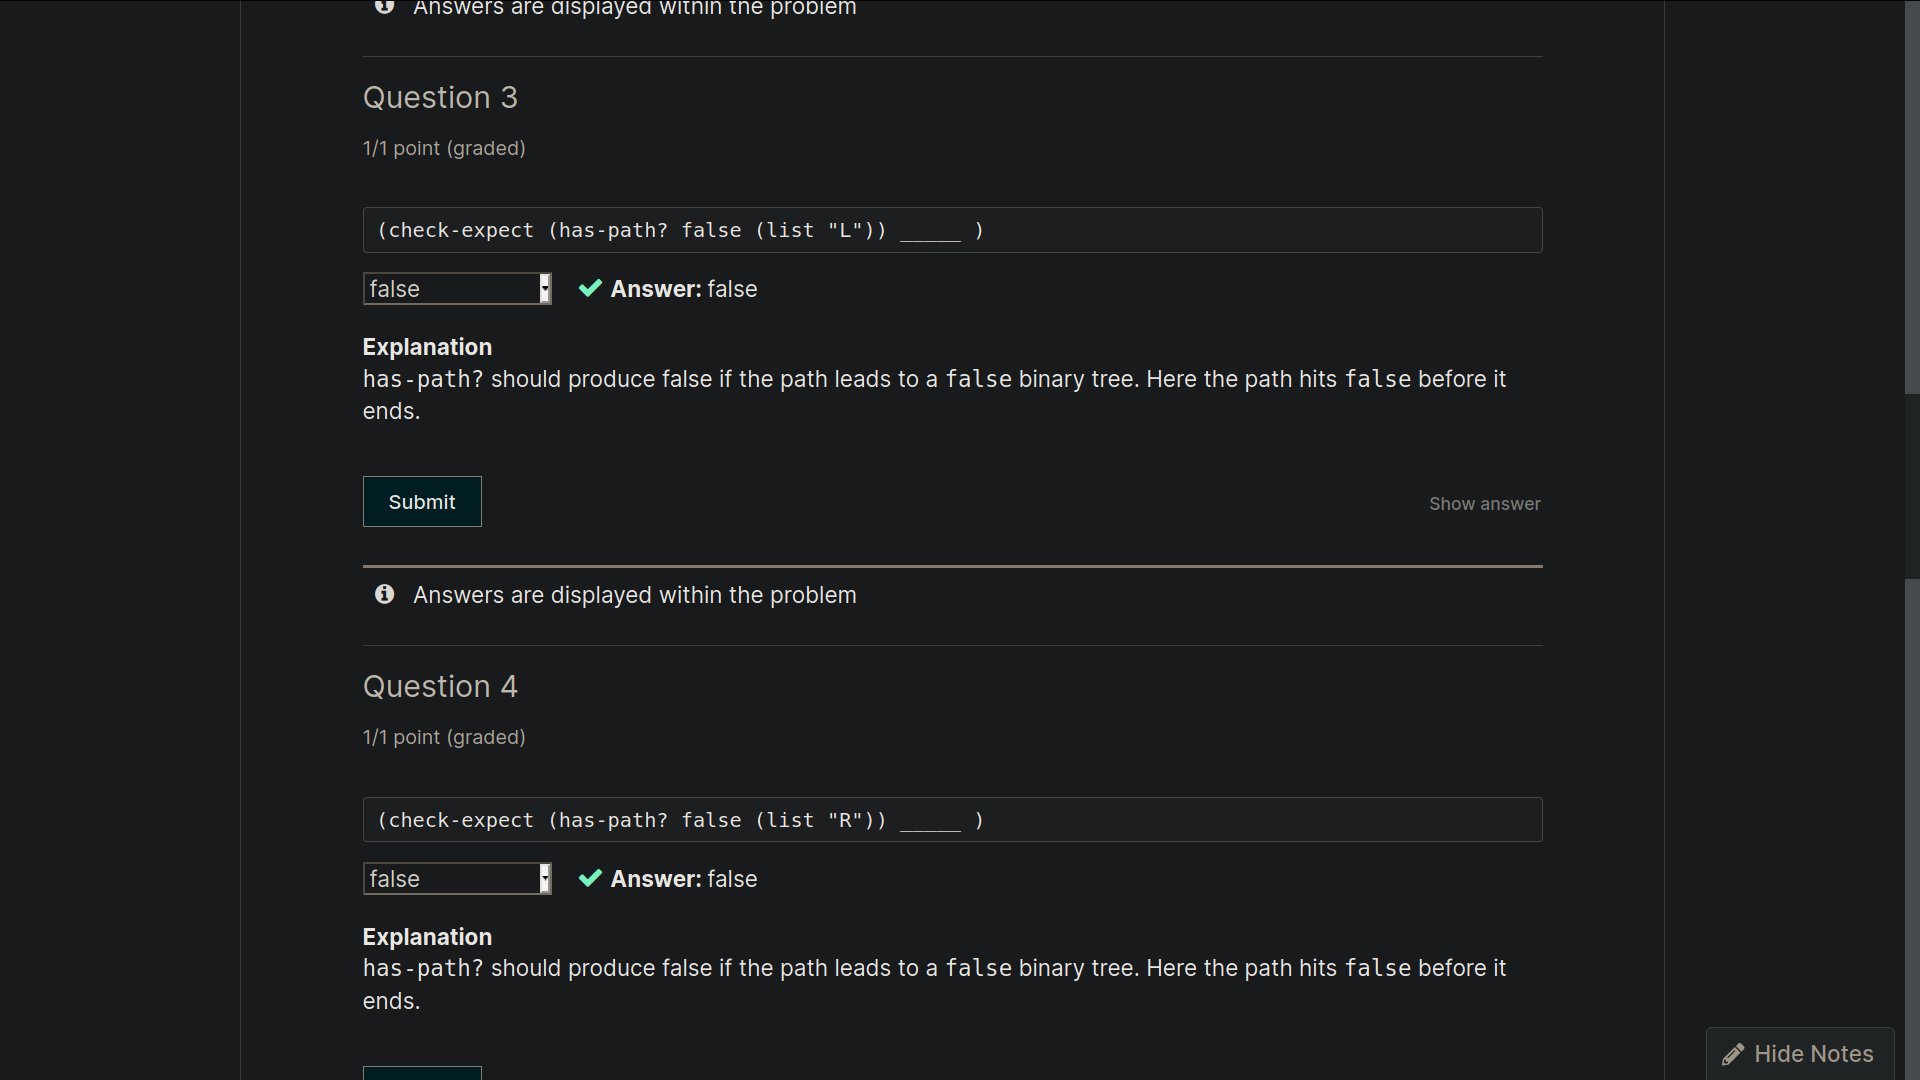 Answers are displayed within the problem
Question 3
1/1 point (graded)
(check-expect (has-path? false (list "L")) _____ )
false
Answer: false
Explanation
has-path? should produce false if the path leads to a false binary tree. Here the path hits false before it
ends.
Submit
Show answer
Answers are displayed within the problem
Question 4
1/1 point (graded)
(check-expect (has-path? false (list "R")) _____ )
false
Answer: false
Explanation
has-path? should produce false if the path leads to a false binary tree. Here the path hits false before it
ends.
Hide Notes